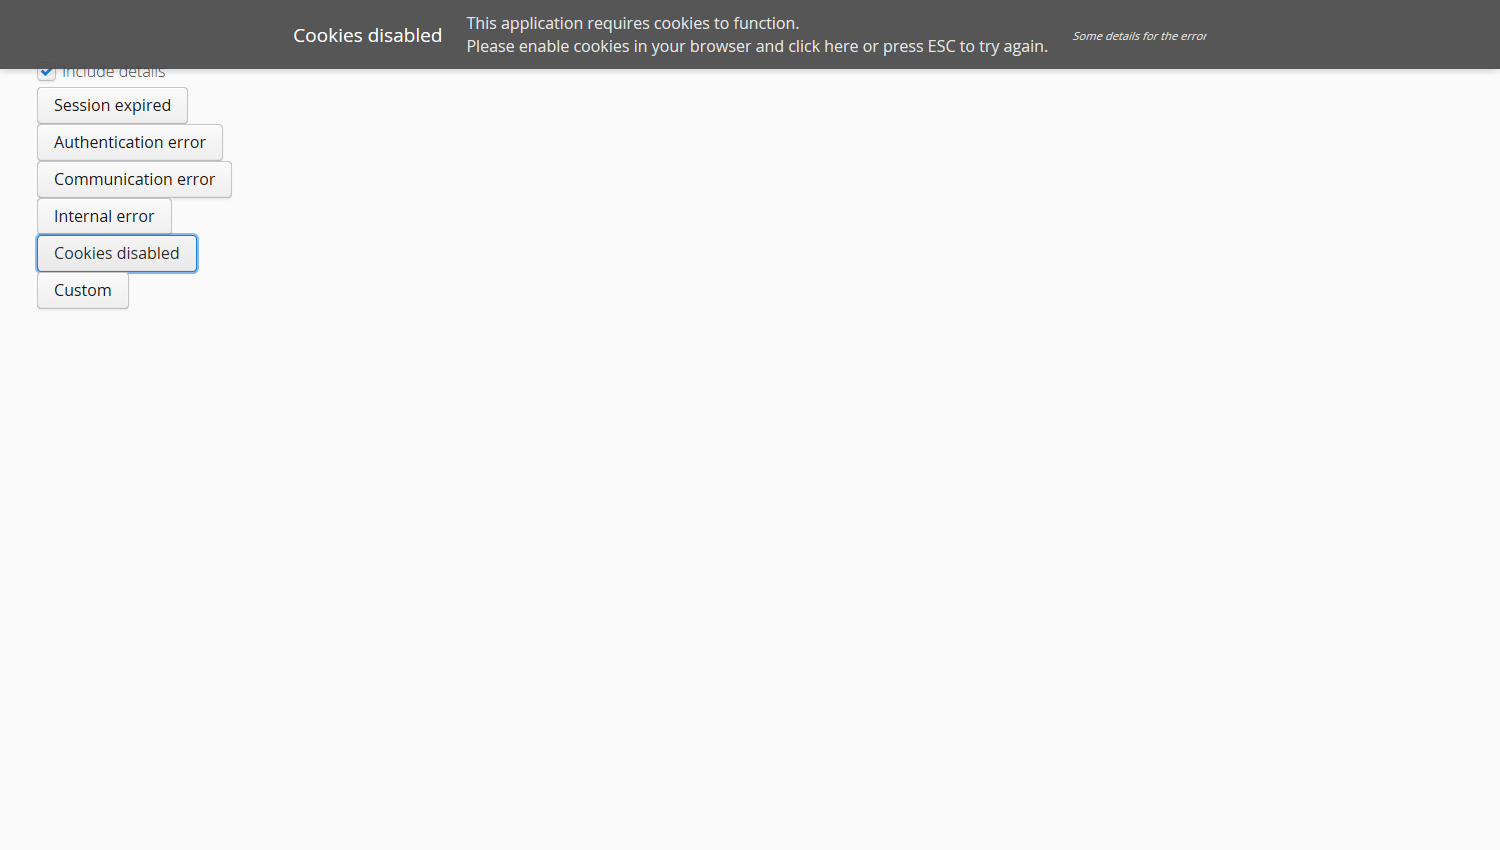 Cookies disabled
This application requires cookies to function.
Please enable cookies in your browser and click here or press ESC to try again.
Some details for the error
Include details
Session expired
Authentication error
Communication error
Internal error
Cookies disabled
Custom